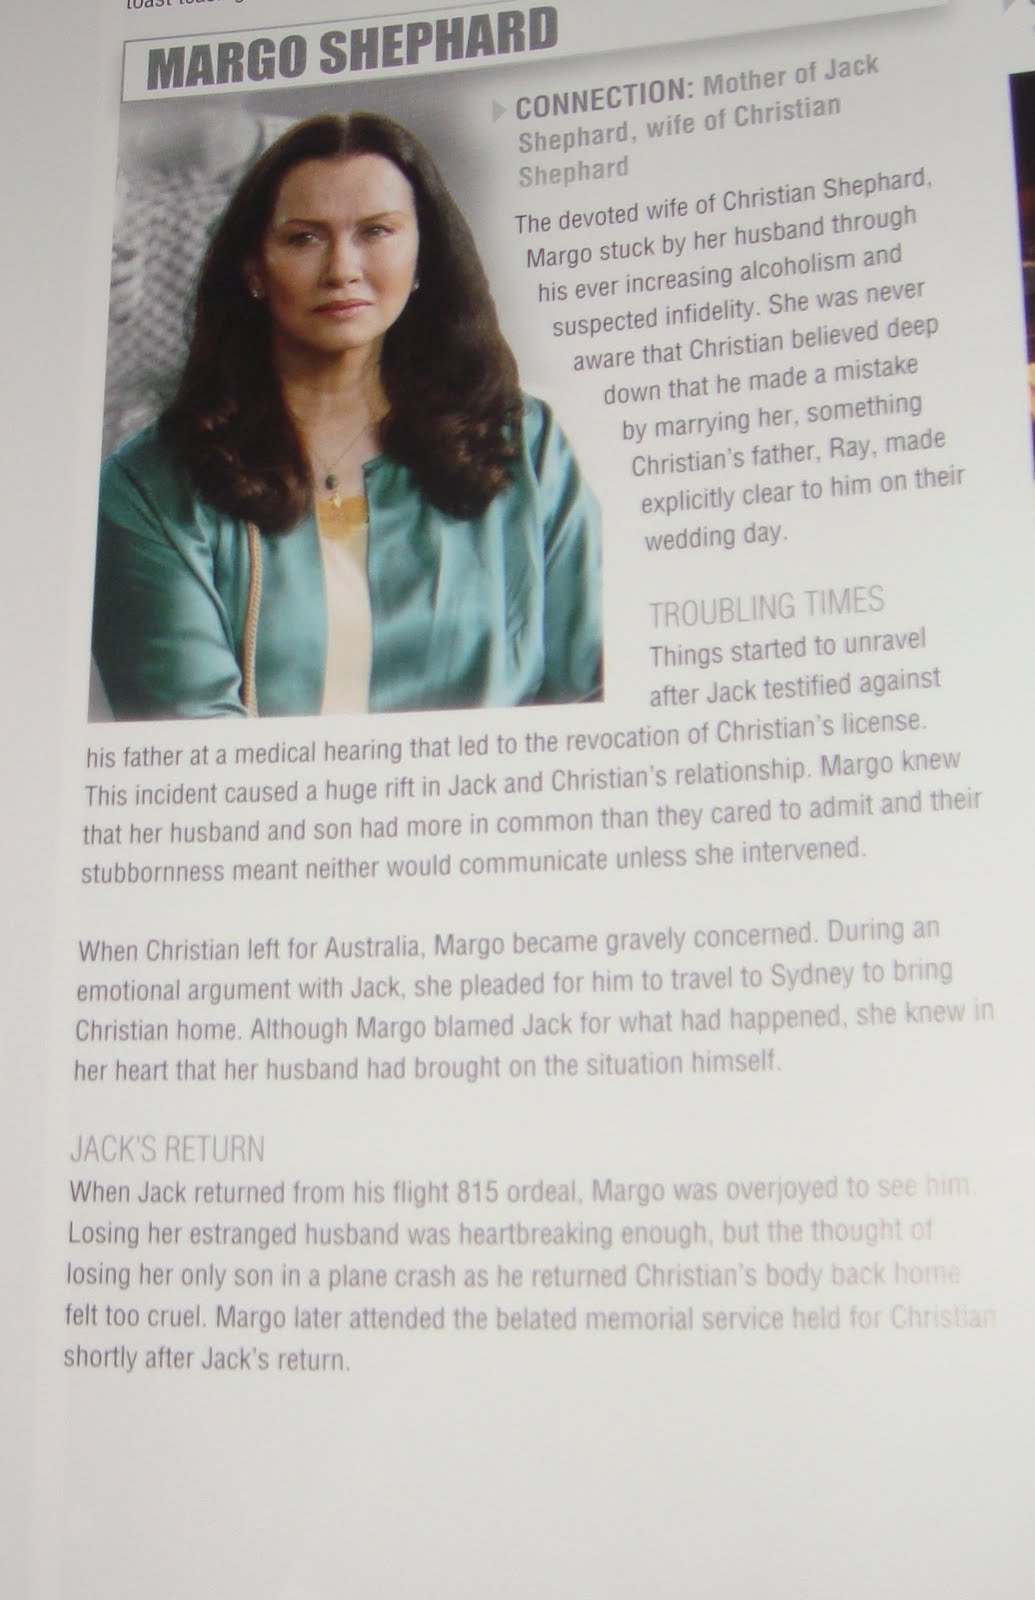 MARGO SHEPHARD
CONNECTION: Mother of Jack
Shephard, wife of Christian
Shephard
The devoted wife of Christian Shephard,
Margo stuck by her husband through
his ever increasing alcoholism and
suspected infidelity. She was never
aware that Christian believed deep
down that he made a mistake
by marrying her, something
Christian's father, Ray, made
explicitly clear to him on their
wedding day.
TROUBLING TIMES
Things started to unravel
after Jack testified against
his father at a medical hearing that led to the revocation of Christian's license.
This incident caused a huge rift in Jack and Christian's relationship. Margo knew
that her husband and son had more in common than they cared to admit and their
stubbornness meant neither would communicate unless she intervened.
When Christian left for Australia, Margo became gravely concerned. During an
emotional argument with Jack, she pleaded for him to travel to Sydney to bring
Christian home. Although Margo blamed Jack for what had happened, she knew in
her heart that her husband had brought on the situation himself.
JACK'S RETURN
When Jack returned from his flight 815 ordeal, Margo was overjoyed to see him.
Losing her estranged husband was heartbreaking enough, but the thought of
losing her only son in a plane crash as he returned Christian's body back home
felt too cruel. Margo later attended the belated memorial service held for Christian
shortly after Jack's return.